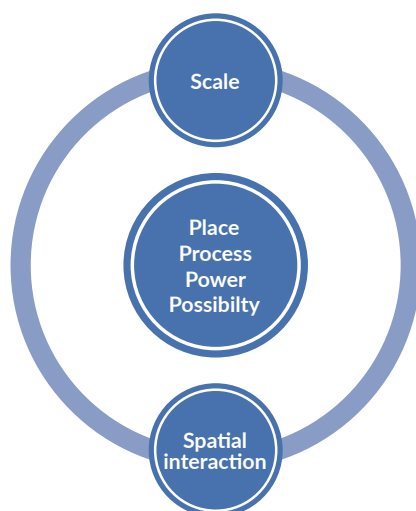 Scale
Place
Process
Power
Possibilty
Spatial
interaction